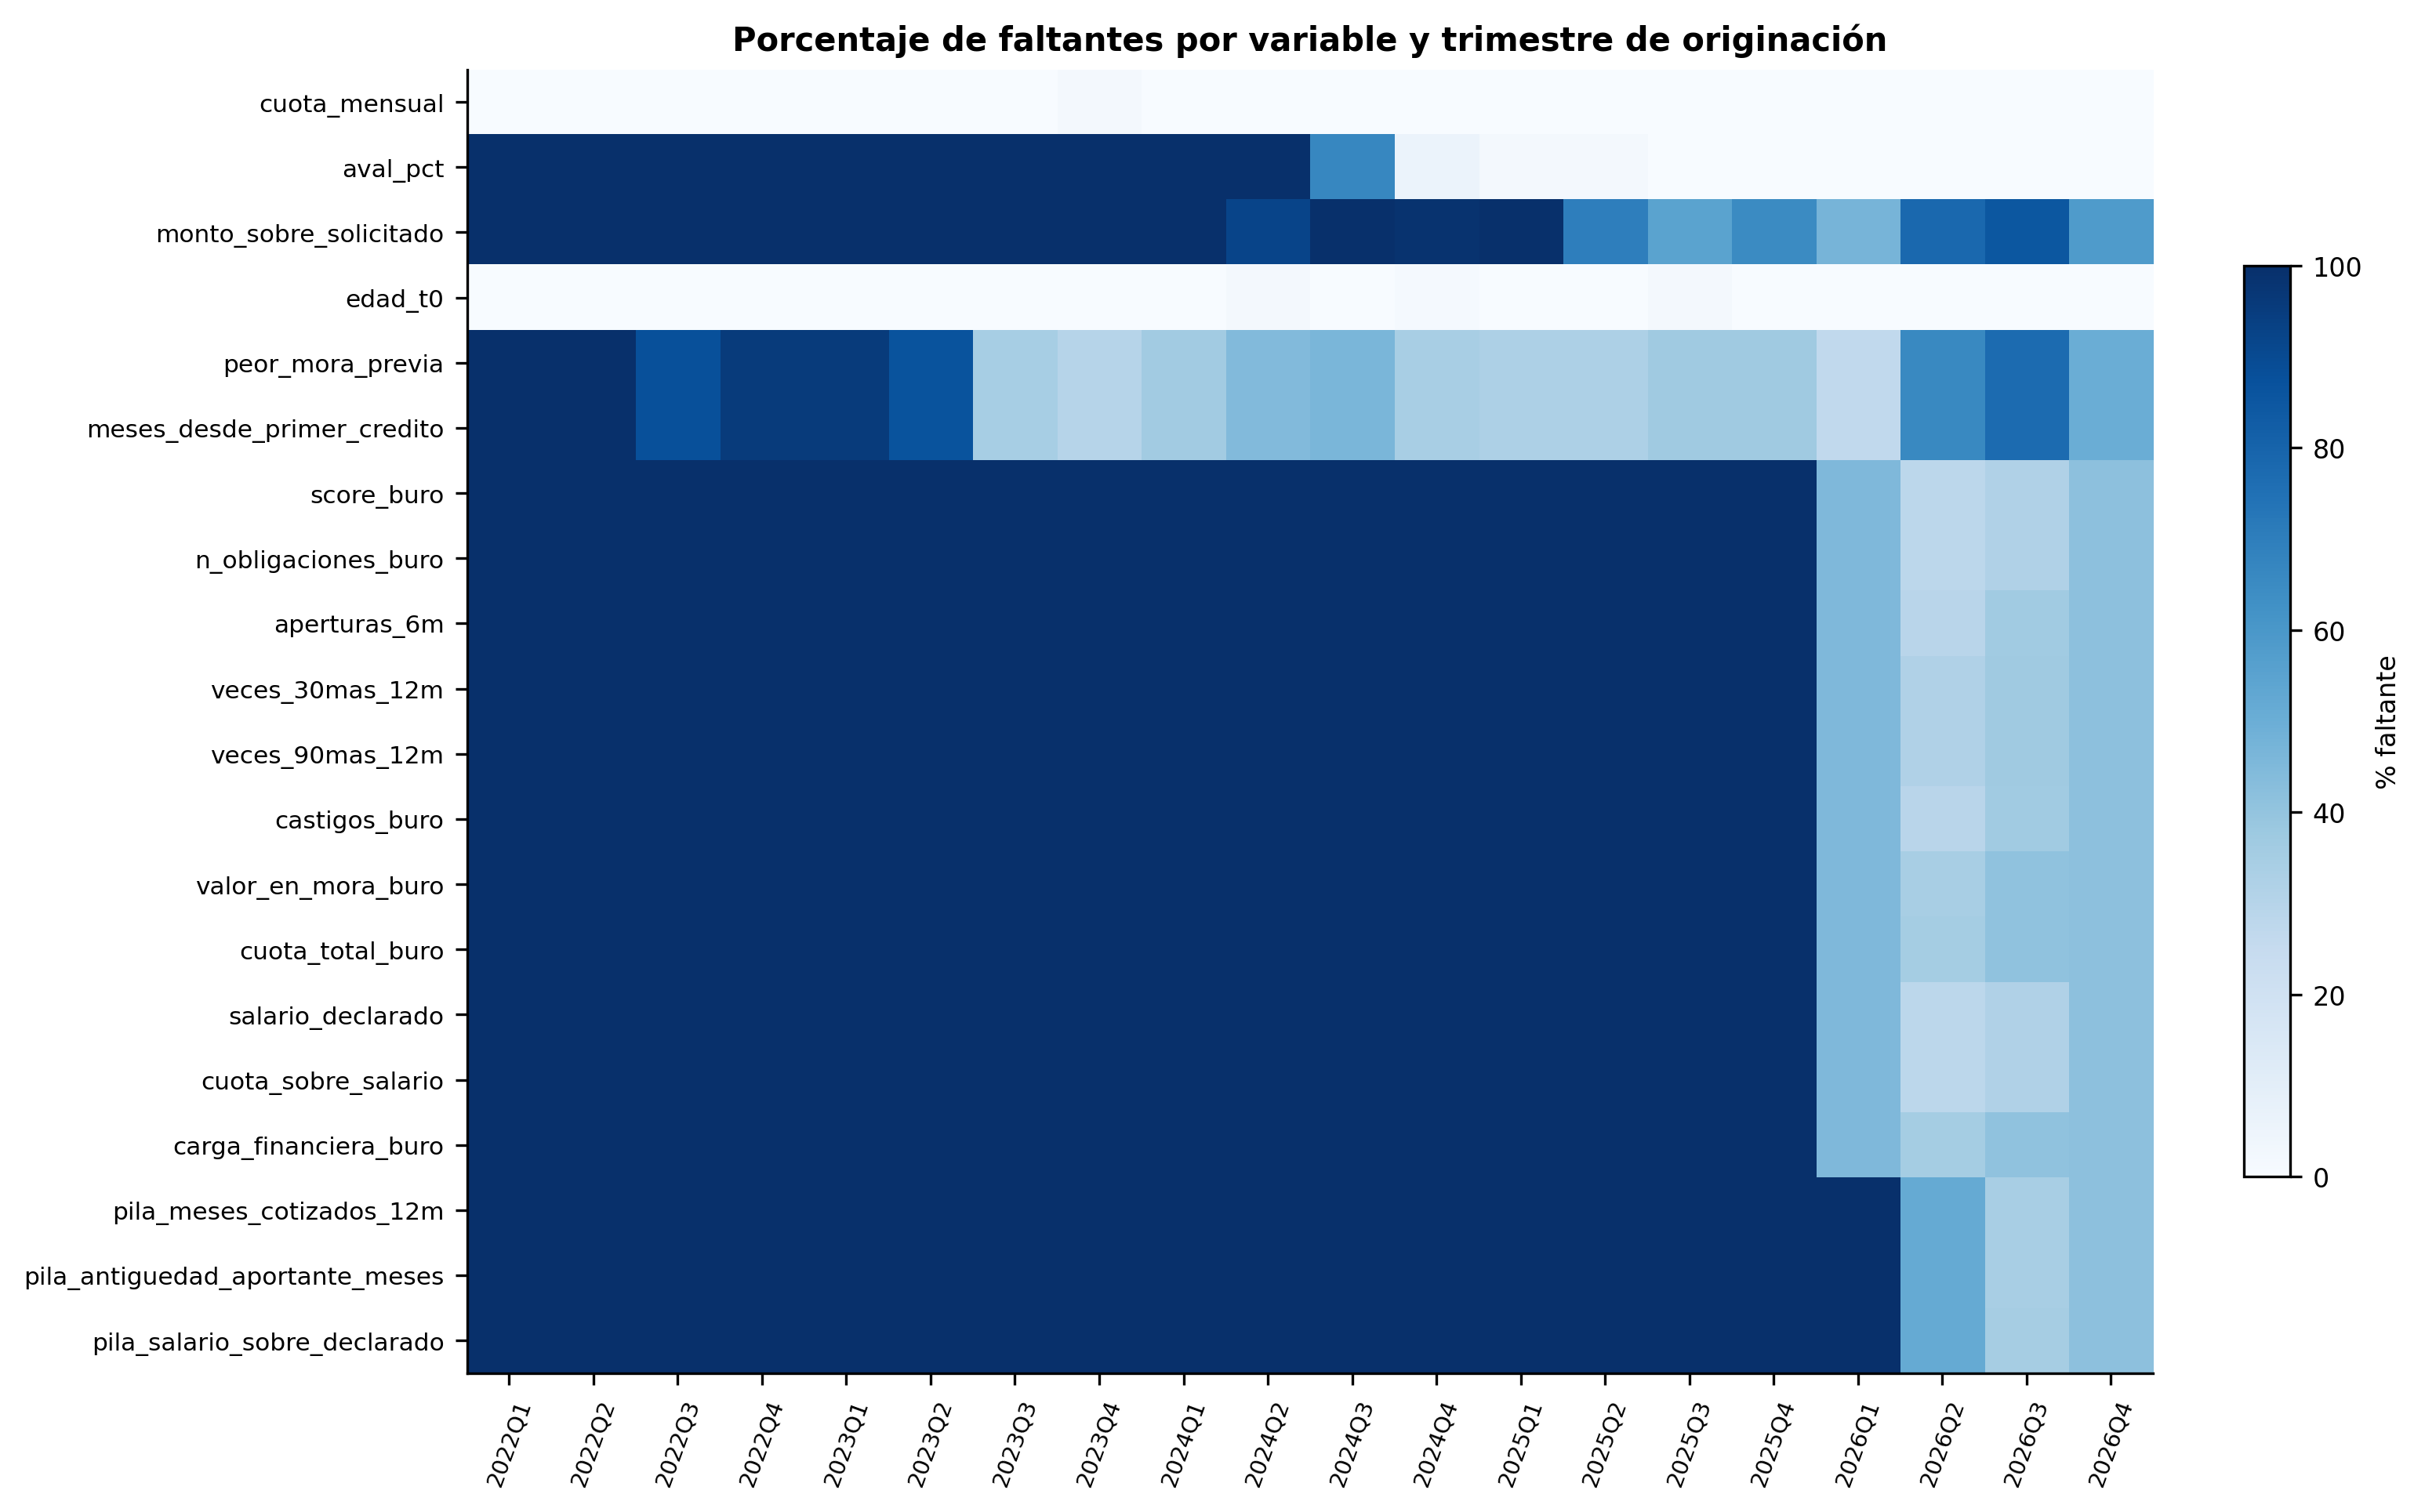 Porcentaje de faltantes por variable y trimestre de originación
cuota_mensual
aval_pct
monto_sobre_solicitado
edad_t0
peor_mora_previa
meses_desde_primer_credito
score_buro
n_obligaciones_buro
aperturas_6m
veces_30mas_12m
veces_90mas_12m
castigos_buro
valor_en_mora_buro
cuota_total_buro
salario_declarado
cuota_sobre_salario
carga_financiera_buro
pila_meses_cotizados_12m
pila_antiguedad_aportante_meses
pila_salario_sobre_declarado
2022Q1
2022Q2
2022Q3
2022Q4
2023Q1
2023Q2
2023Q3
2023Q4
2024Q1
2024Q2
2024Q3
2024Q4
2025Q1
2025Q2
2025Q3
2025Q4
2026Q1
2026Q2
2026Q3
2026Q4
100
80
60
40
20
0
% faltante